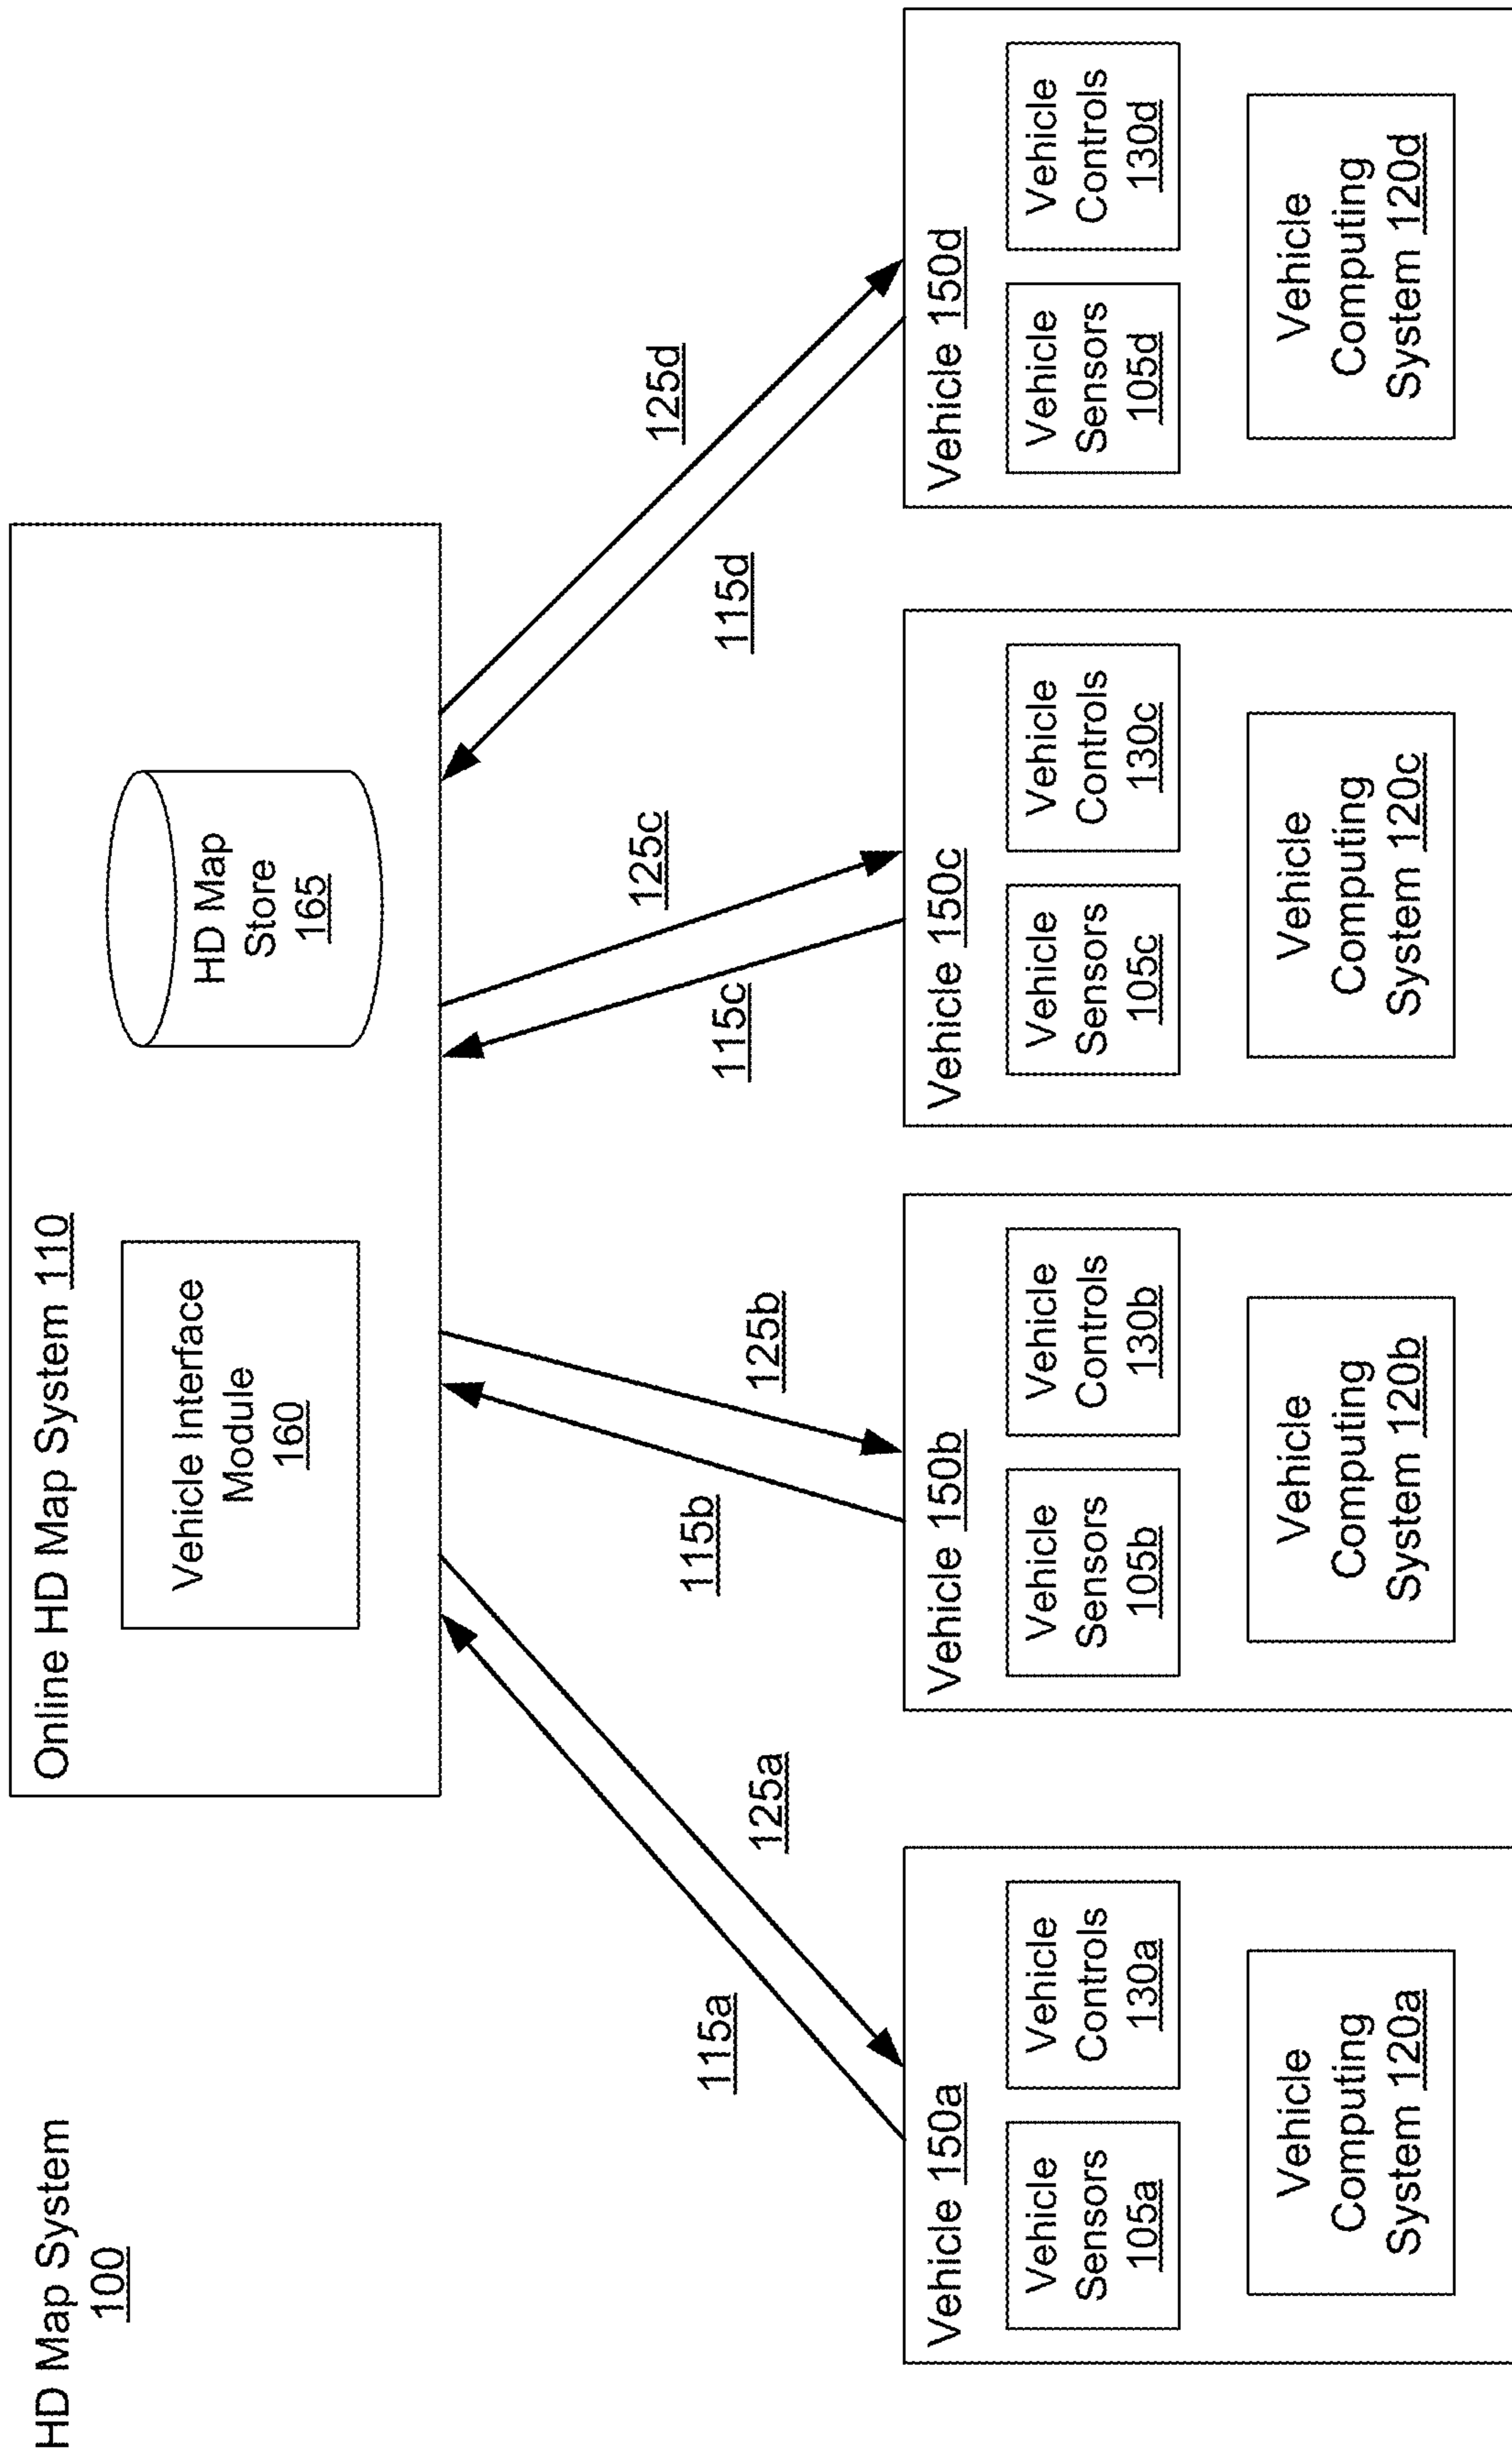 HD Map System
100
Online HD Map System 110
Vehicle Interface
Module
160
HD Map
Store
165
115a
125a
115b
125b
115c
125c
115d
125d
Vehicle 150a
Vehicle
Sensors
105a
Vehicle
Controls
130a
Vehicle
Computing
System 120a
Vehicle 150b
Vehicle
Sensors
105b
Vehicle
Controls
130b
Vehicle
Computing
System 120b
Vehicle 150c
Vehicle
Sensors
105c
Vehicle
Controls
130c
Vehicle
Computing
System 120c
Vehicle 150d
Vehicle
Sensors
105d
Vehicle
Controls
130d
Vehicle
Computing
System 120d